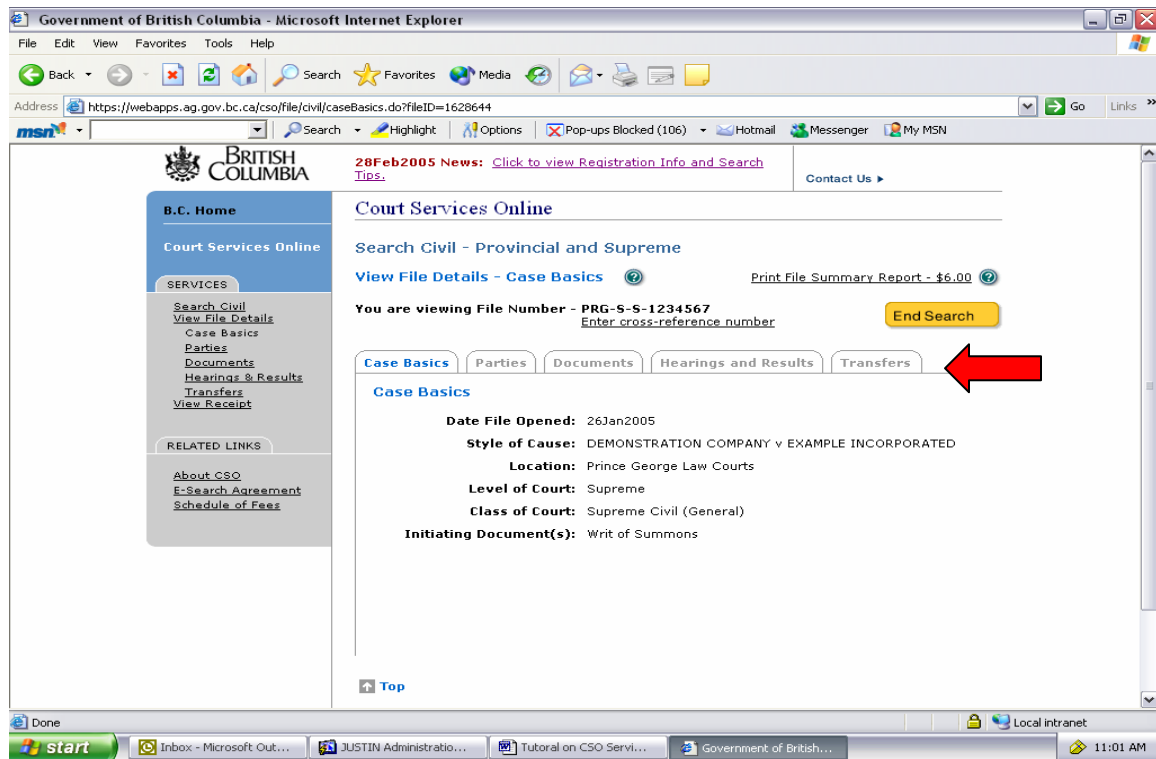 Government of British Columbia - Microsoft Internet Explorer
File Edit View Favorites Tools Help
Back Search Favorites Media
Address https://webapps.ag.gov.bc.ca/cso/file/civil/caseBasics.do?fileID=1628644 Go Links »
msn Search Highlight Options Pop-ups Blocked (106) Hotmail Messenger My MSN
BRITISH COLUMBIA
28Feb2005 News: Click to view Registration Info and Search
Tips.
Contact Us
B.C. Home
Court Services Online
SERVICES
Search Civil
View File Details
Case Basics
Parties
Documents
Hearings & Results
Transfers
View Receipt
RELATED LINKS
About CSO
E-Search Agreement
Schedule of Fees
Court Services Online
Search Civil - Provincial and Supreme
View File Details - Case Basics ? Print File Summary Report - $6.00 ?
You are viewing File Number - PRG-S-S-1234567
Enter cross-reference number
End Search
Case Basics Parties Documents Hearings and Results Transfers
Case Basics
Date File Opened: 26Jan2005
Style of Cause: DEMONSTRATION COMPANY v EXAMPLE INCORPORATED
Location: Prince George Law Courts
Level of Court: Supreme
Class of Court: Supreme Civil (General)
Initiating Document(s): Writ of Summons
Top
Done Local intranet
start Inbox - Microsoft Out... JUSTIN Administratio... Tutoral on CSO Servi... Government of British... 11:01 AM